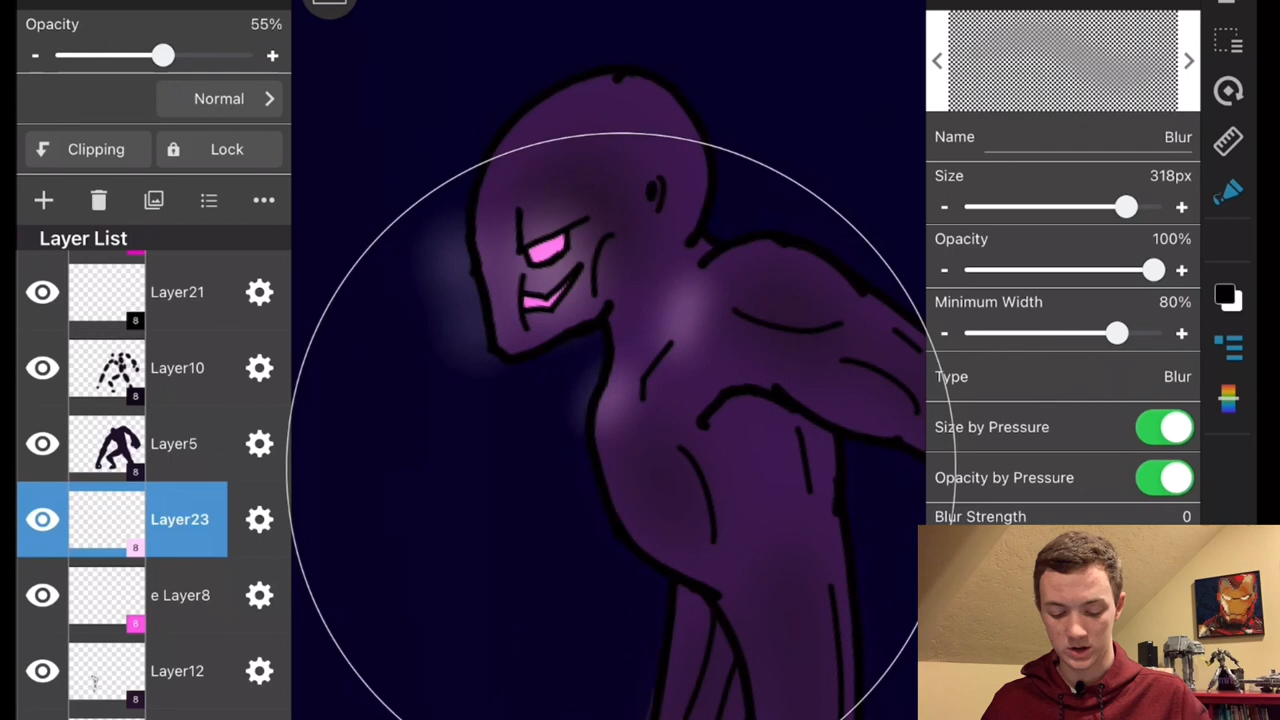 Opacity 55%
- +
Normal
Clipping Lock
Layer List
Layer21
8
Layer10
8
Layer5
8
Layer23
8
e Layer8
8
Layer12
8
Name Blur
Size 318px
- +
Opacity 100%
- +
Minimum Width 80%
- +
Type Blur
Size by Pressure
Opacity by Pressure
Blur Strength 0